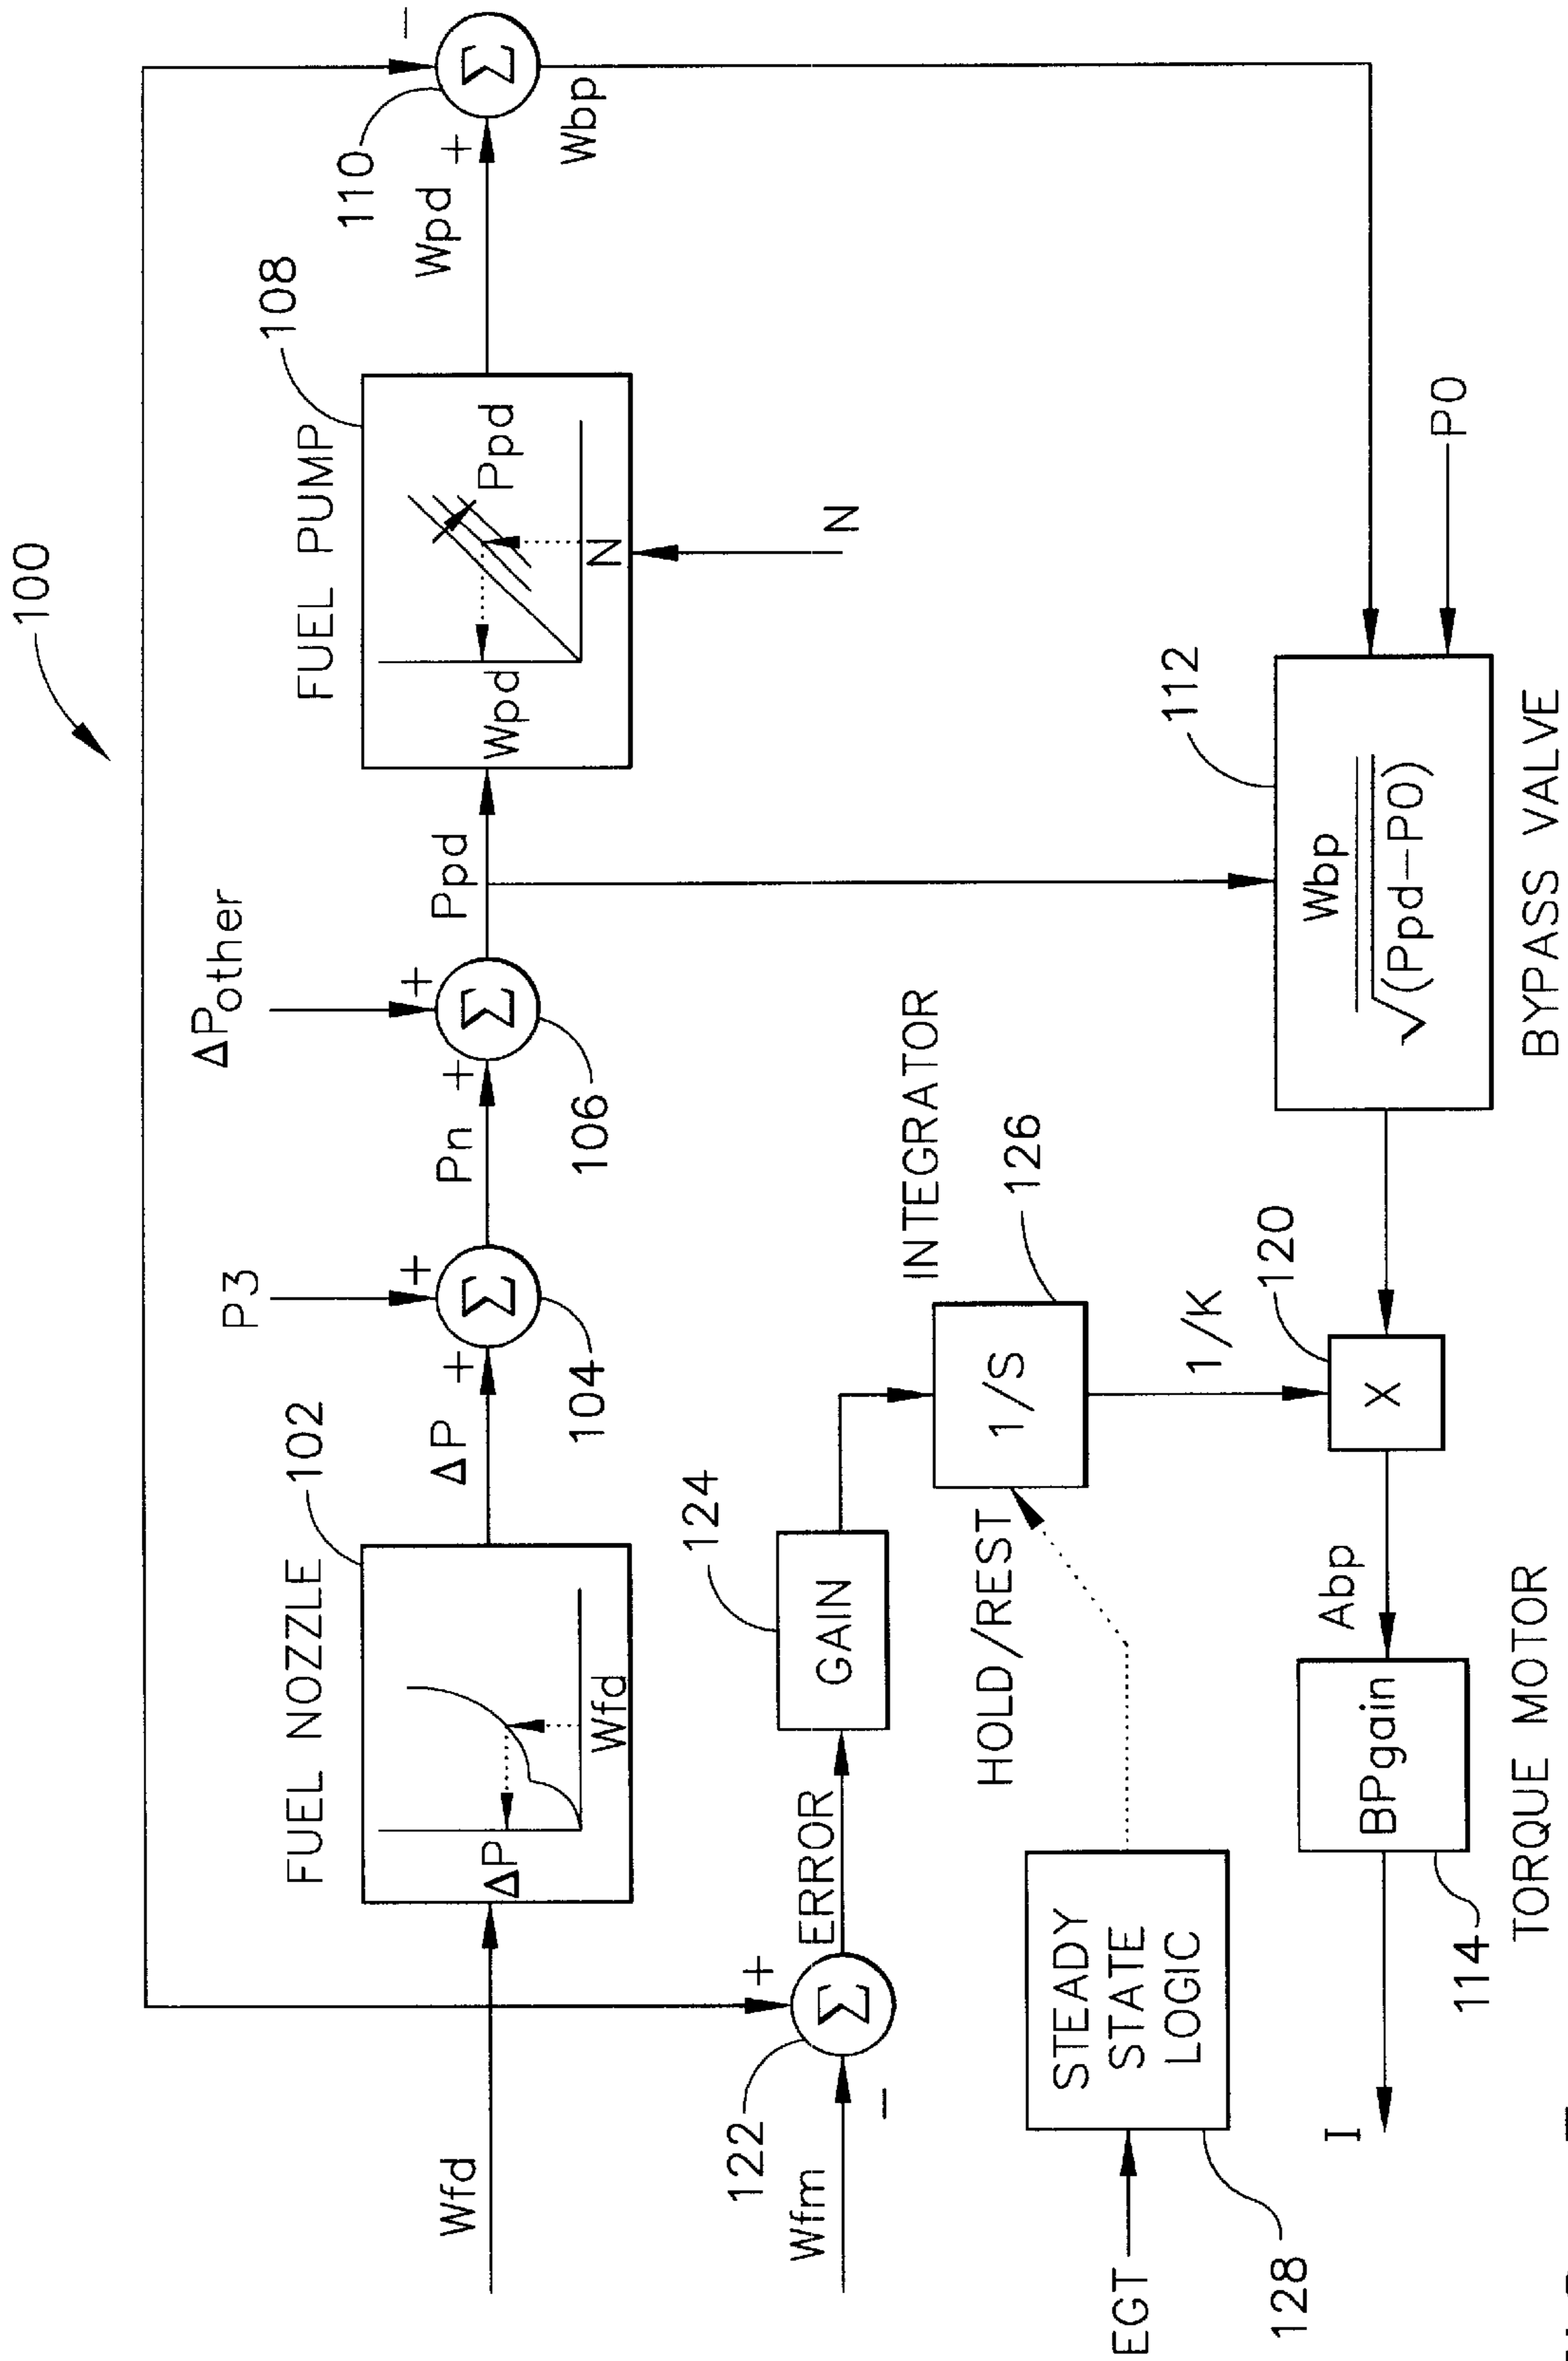 100
FUEL NOZZLE
102
ΔP
Wfd
Wfd
ΔP
+
P3
+
Σ
104
Pn
+
ΔPother
+
Σ
106
Ppd
FUEL PUMP
108
Wpd
Ppd
N
N
Wpd
+
110
Σ
-
Wbp
Wfm
-
122
Σ
+
ERROR
124
GAIN
INTEGRATOR
126
1/S
HOLD/REST
1/K
EGT
128
STEADY
STATE
LOGIC
I
114
BPgain
TORQUE MOTOR
Abp
120
X
112
Wbp
√(Ppd-P0)
BYPASS VALVE
P0